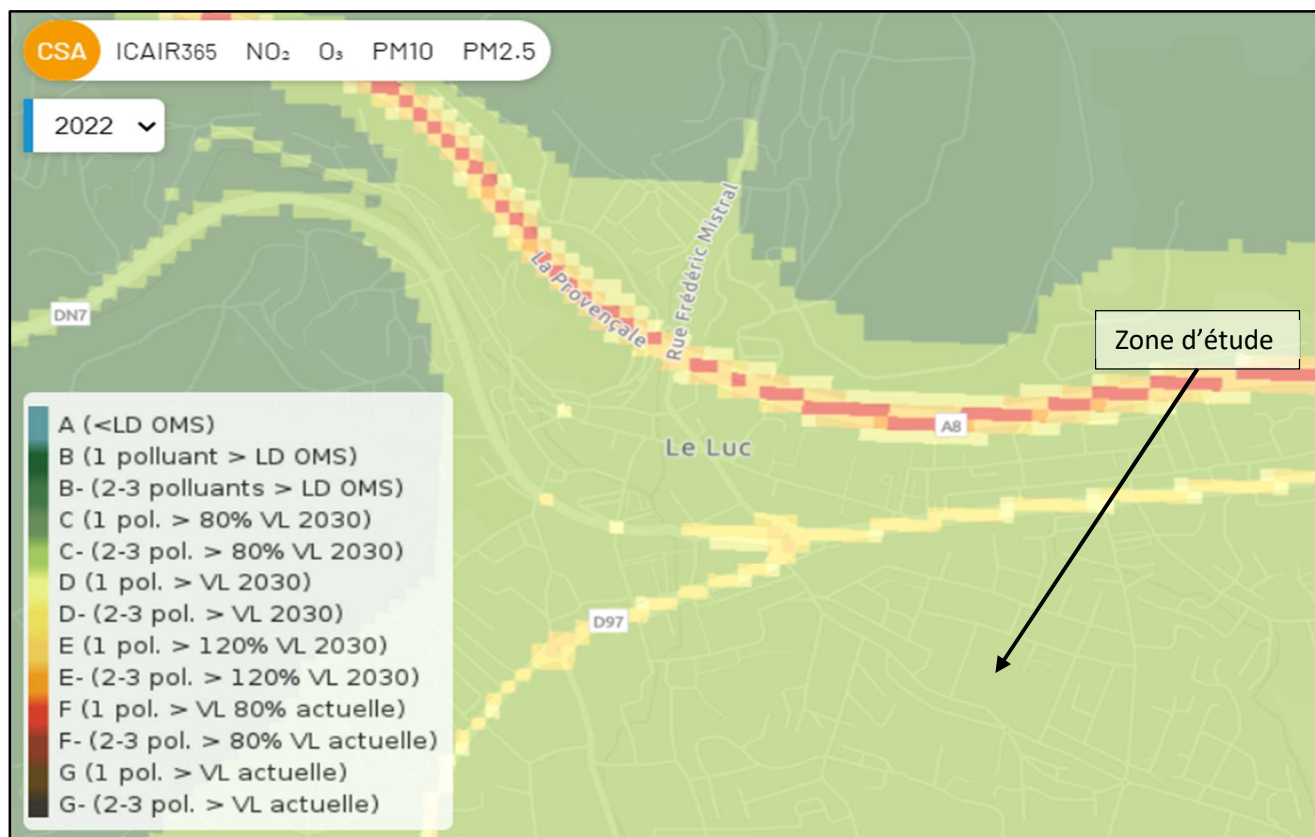 CSA ICAIR365 NO₂ O₃ PM10 PM2.5
2022
La Provençale
Rue Frédéric Mistral
DN7
Zone d’étude
A8
Le Luc
D97
A (<LD OMS)
B (1 polluant > LD OMS)
B- (2-3 polluants > LD OMS)
C (1 pol. > 80% VL 2030)
C- (2-3 pol. > 80% VL 2030)
D (1 pol. > VL 2030)
D- (2-3 pol. > VL 2030)
E (1 pol. > 120% VL 2030)
E- (2-3 pol. > 120% VL 2030)
F (1 pol. > VL 80% actuelle)
F- (2-3 pol. > 80% VL actuelle)
G (1 pol. > VL actuelle)
G- (2-3 pol. > VL actuelle)